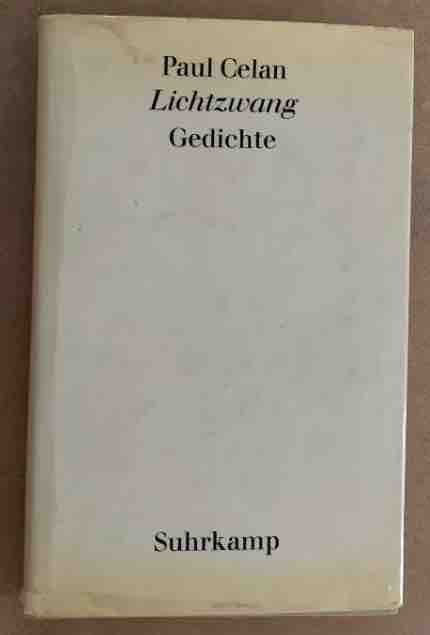 Paul Celan
Lichtzwang
Gedichte
Suhrkamp